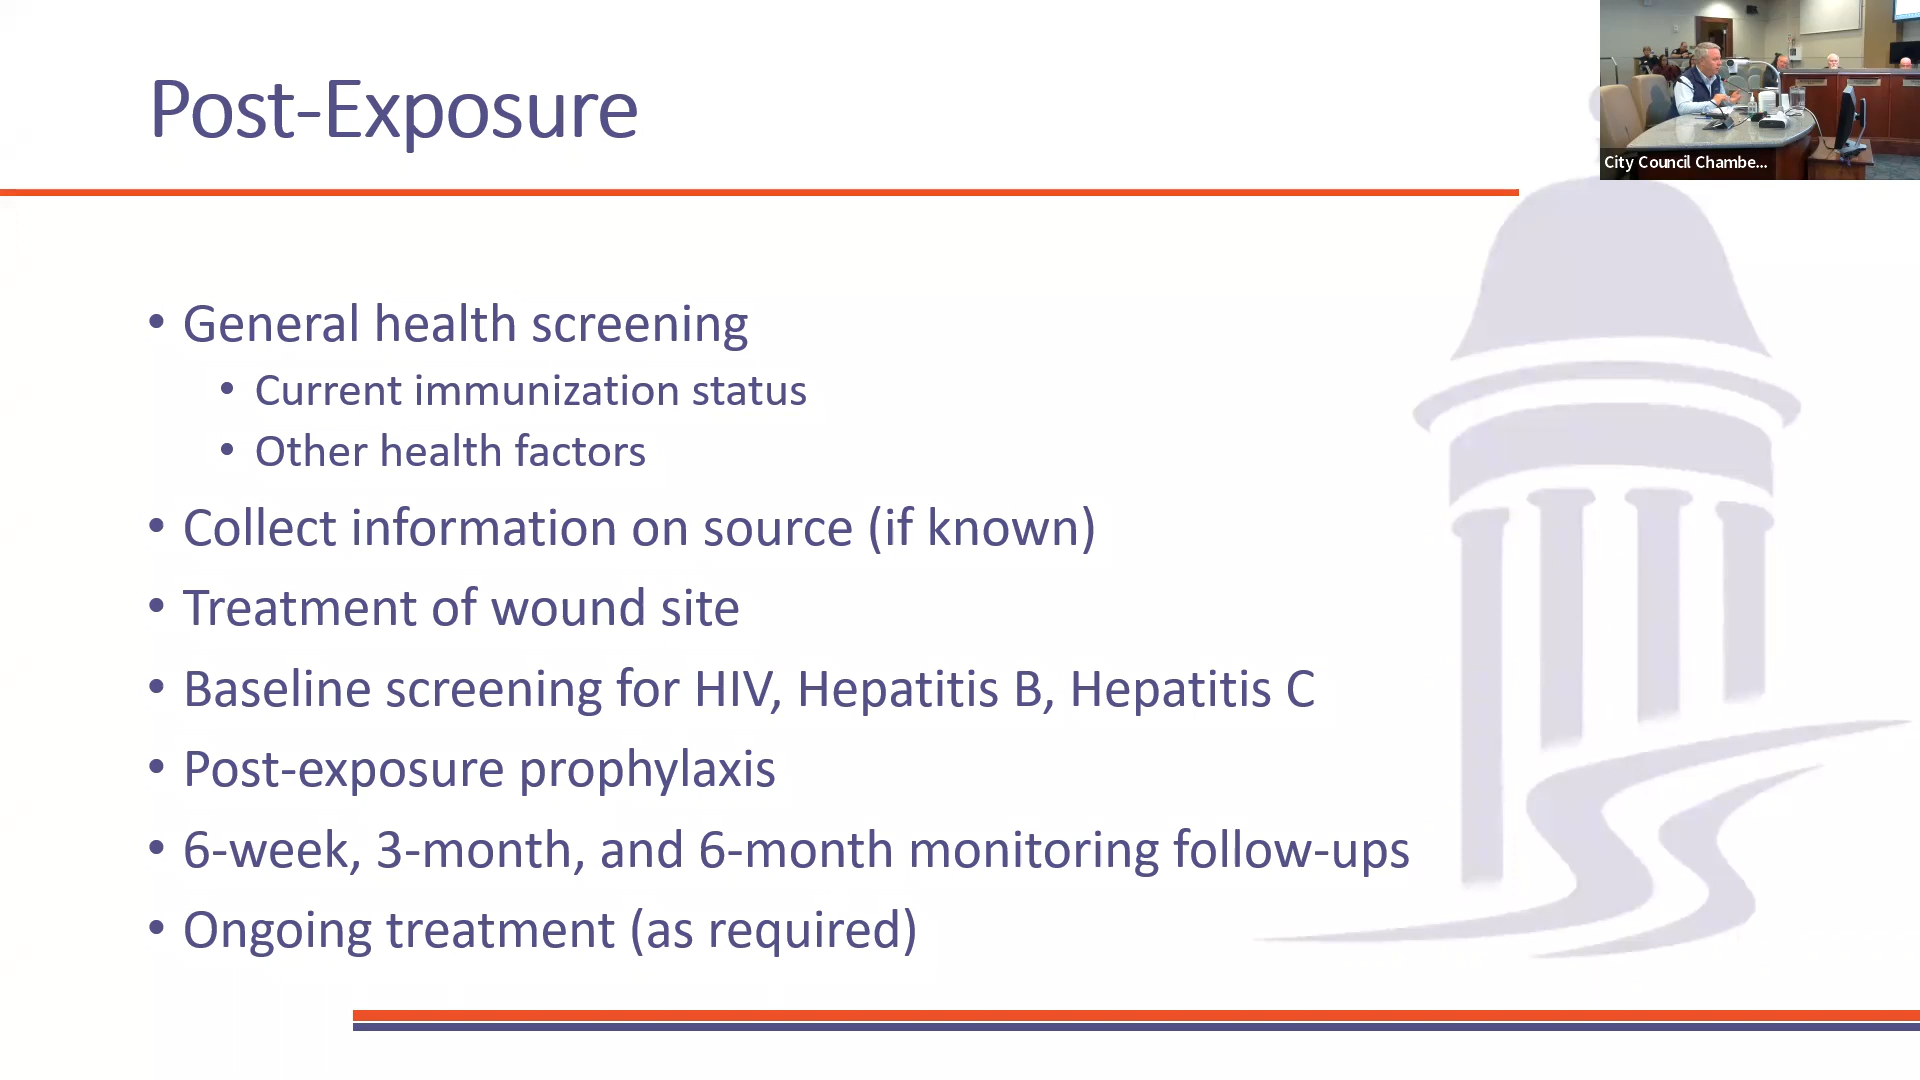 Post-Exposure
City Council Chambe...
• General health screening
• Current immunization status
• Other health factors
• Collect information on source (if known)
• Treatment of wound site
• Baseline screening for HIV, Hepatitis B, Hepatitis C
• Post-exposure prophylaxis
• 6-week, 3-month, and 6-month monitoring follow-ups
• Ongoing treatment (as required)